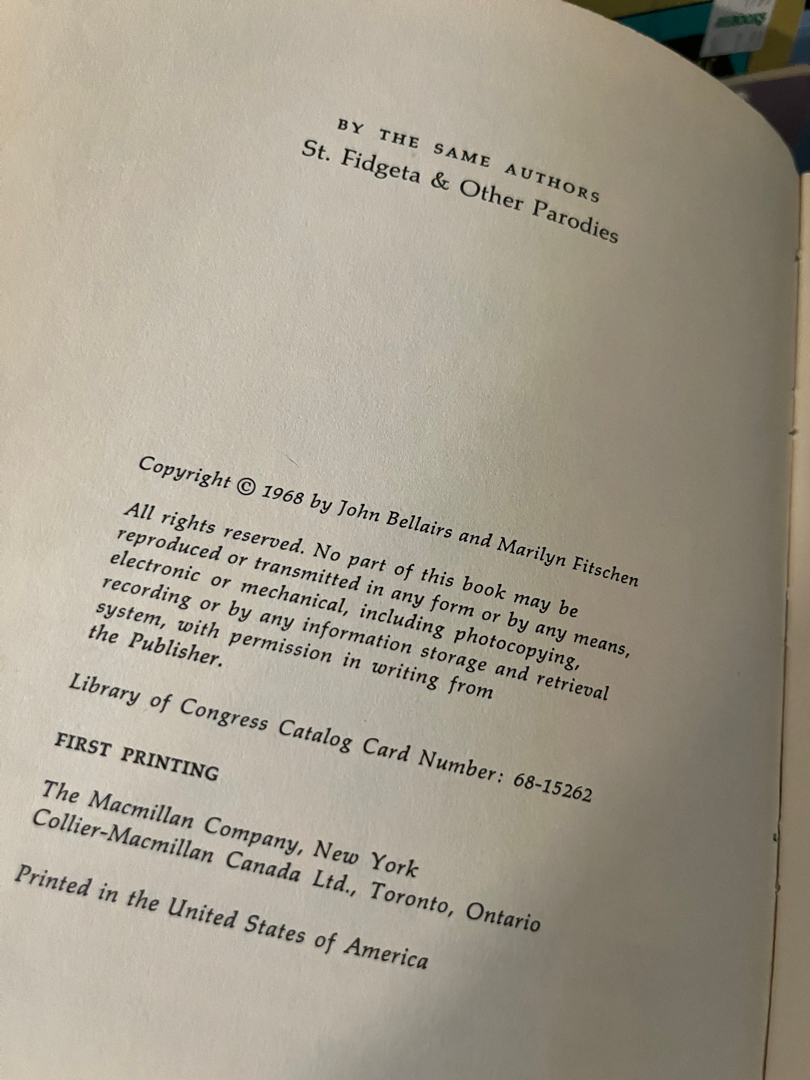 BOOKS
BY THE SAME AUTHORS
St. Fidgeta & Other Parodies
Copyright © 1968 by John Bellairs and Marilyn Fitschen
All rights reserved. No part of this book may be
reproduced or transmitted in any form or by any means,
electronic or mechanical, including photocopying,
recording or by any information storage and retrieval
system, with permission in writing from
the Publisher.
Library of Congress Catalog Card Number: 68-15262
FIRST PRINTING
The Macmillan Company, New York
Collier-Macmillan Canada Ltd., Toronto, Ontario
Printed in the United States of America